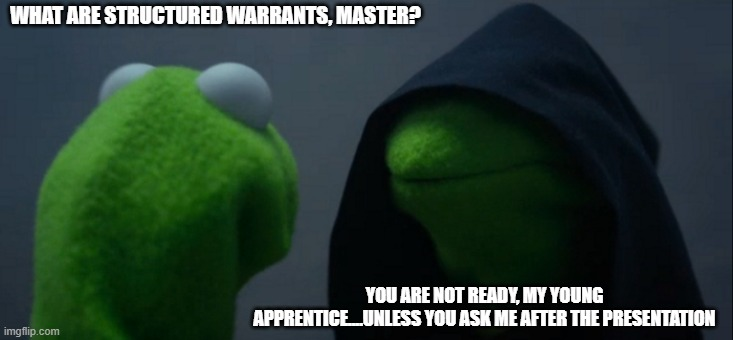 WHAT ARE STRUCTURED WARRANTS, MASTER?
YOU ARE NOT READY, MY YOUNG
APPRENTICE....UNLESS YOU ASK ME AFTER THE PRESENTATION
imgflip.com